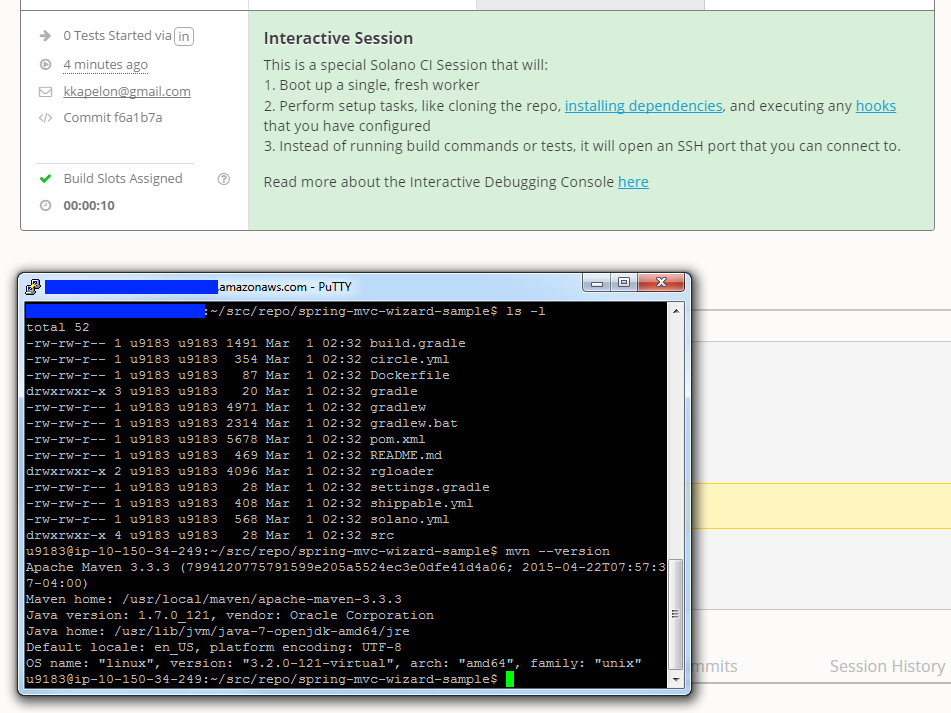 0 Tests Started via in
4 minutes ago
kkapelon@gmail.com
</> Commit f6a1b7a
Build Slots Assigned ?
00:00:10
Interactive Session
This is a special Solano CI Session that will:
1. Boot up a single, fresh worker
2. Perform setup tasks, like cloning the repo, installing dependencies, and executing any hooks
that you have configured
3. Instead of running build commands or tests, it will open an SSH port that you can connect to.
Read more about the Interactive Debugging Console here
.amazonaws.com - PuTTY
:~/src/repo/spring-mvc-wizard-sample$ ls -l
total 52
-rw-rw-r-- 1 u9183 u9183 1491 Mar  1 02:32 build.gradle
-rw-rw-r-- 1 u9183 u9183  354 Mar  1 02:32 circle.yml
-rw-rw-r-- 1 u9183 u9183   87 Mar  1 02:32 Dockerfile
drwxrwxr-x 3 u9183 u9183   20 Mar  1 02:32 gradle
-rw-rw-r-- 1 u9183 u9183 4971 Mar  1 02:32 gradlew
-rw-rw-r-- 1 u9183 u9183 2314 Mar  1 02:32 gradlew.bat
-rw-rw-r-- 1 u9183 u9183 5678 Mar  1 02:32 pom.xml
-rw-rw-r-- 1 u9183 u9183  469 Mar  1 02:32 README.md
drwxrwxr-x 2 u9183 u9183 4096 Mar  1 02:32 rgloader
-rw-rw-r-- 1 u9183 u9183   28 Mar  1 02:32 settings.gradle
-rw-rw-r-- 1 u9183 u9183  408 Mar  1 02:32 shippable.yml
-rw-rw-r-- 1 u9183 u9183  568 Mar  1 02:32 solano.yml
drwxrwxr-x 4 u9183 u9183   28 Mar  1 02:32 src
u9183@ip-10-150-34-249:~/src/repo/spring-mvc-wizard-sample$ mvn --version
Apache Maven 3.3.3 (7994120775791599e205a5524ec3e0dfe41d4a06; 2015-04-22T07:57:3
7-04:00)
Maven home: /usr/local/maven/apache-maven-3.3.3
Java version: 1.7.0_121, vendor: Oracle Corporation
Java home: /usr/lib/jvm/java-7-openjdk-amd64/jre
Default locale: en_US, platform encoding: UTF-8
OS name: "linux", version: "3.2.0-121-virtual", arch: "amd64", family: "unix"
u9183@ip-10-150-34-249:~/src/repo/spring-mvc-wizard-sample$
mmits
Session History